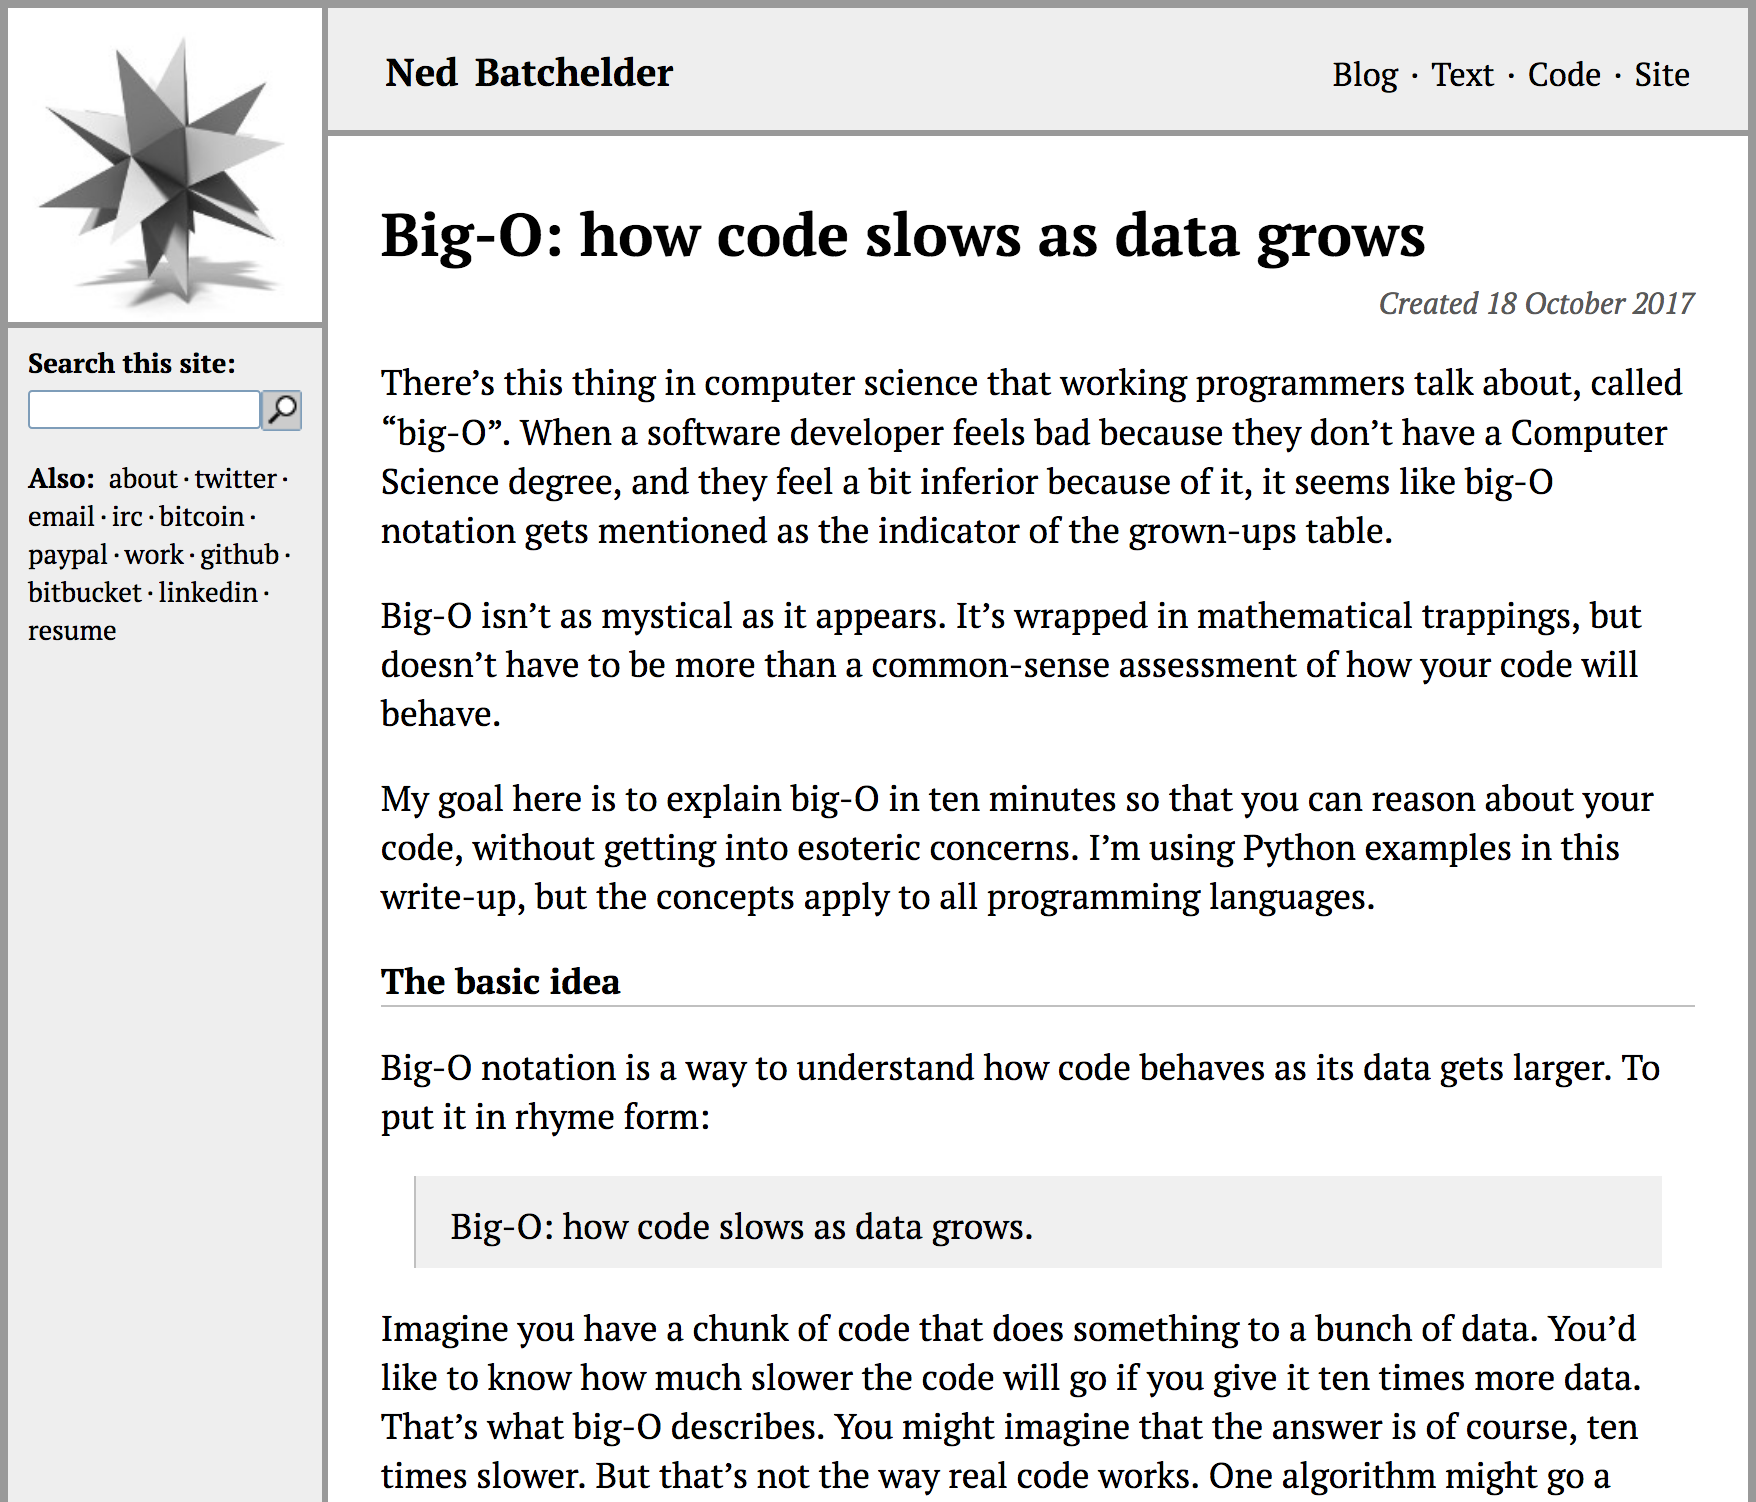 Ned Batchelder
Blog · Text · Code · Site
Search this site:
Also: about · twitter ·
email · irc · bitcoin ·
paypal · work · github ·
bitbucket · linkedin ·
resume
Big-O: how code slows as data grows
Created 18 October 2017
There’s this thing in computer science that working programmers talk about, called
“big-O”. When a software developer feels bad because they don’t have a Computer
Science degree, and they feel a bit inferior because of it, it seems like big-O
notation gets mentioned as the indicator of the grown-ups table.
Big-O isn’t as mystical as it appears. It’s wrapped in mathematical trappings, but
doesn’t have to be more than a common-sense assessment of how your code will
behave.
My goal here is to explain big-O in ten minutes so that you can reason about your
code, without getting into esoteric concerns. I’m using Python examples in this
write-up, but the concepts apply to all programming languages.
The basic idea
Big-O notation is a way to understand how code behaves as its data gets larger. To
put it in rhyme form:
Big-O: how code slows as data grows.
Imagine you have a chunk of code that does something to a bunch of data. You’d
like to know how much slower the code will go if you give it ten times more data.
That’s what big-O describes. You might imagine that the answer is of course, ten
times slower. But that’s not the way real code works. One algorithm might go a